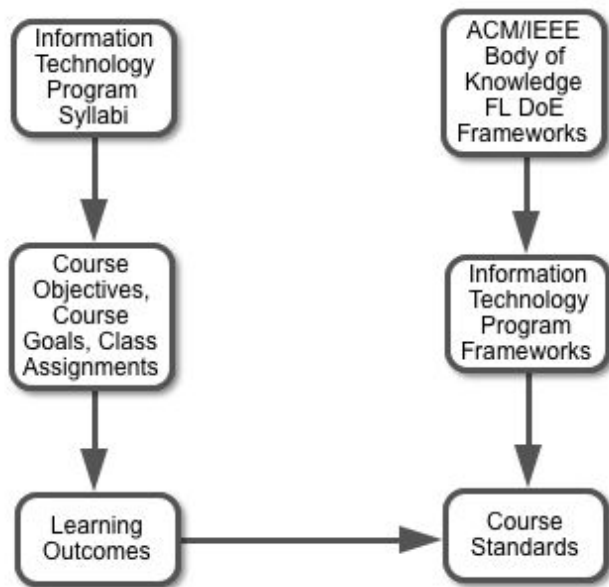 Information
Technology
Program
Syllabi
ACM/IEEE
Body of
Knowledge
FL DoE
Frameworks
Course
Objectives,
Course
Goals, Class
Assignments
Information
Technology
Program
Frameworks
Learning
Outcomes
Course
Standards